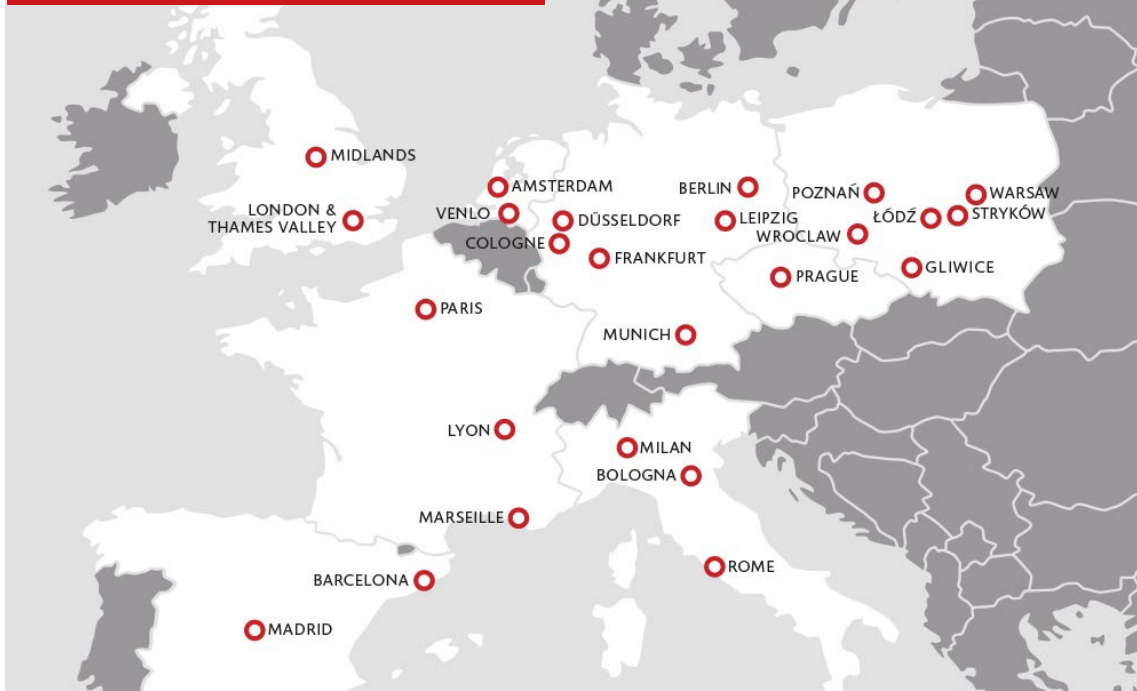 MIDLANDS
LONDON &
THAMES VALLEY
AMSTERDAM
VENLO
DÜSSELDORF
COLOGNE
FRANKFURT
BERLIN
LEIPZIG
POZNAŃ
WARSAW
ŁÓDŹ
STRYKÓW
WROCLAW
GLIWICE
PRAGUE
PARIS
MUNICH
LYON
MILAN
BOLOGNA
MARSEILLE
ROME
BARCELONA
MADRID